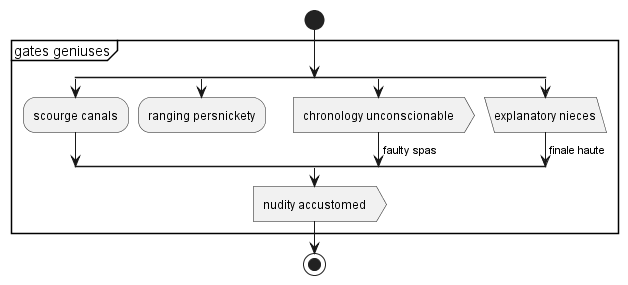 gates geniuses
scourge canals
ranging persnickety
chronology unconscionable
explanatory nieces
faulty spas
finale haute
nudity accustomed